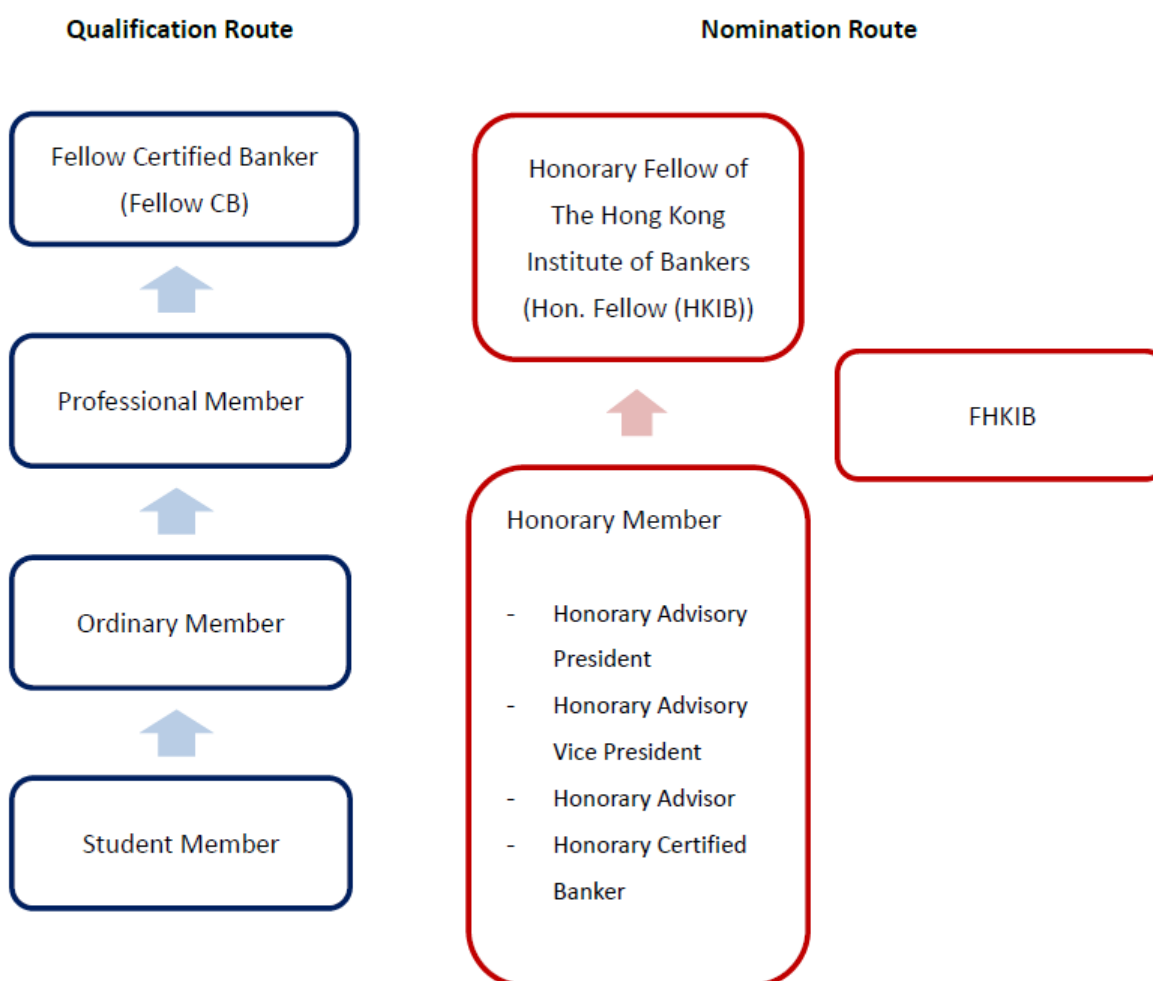 Qualification Route
Nomination Route
Fellow Certified Banker
(Fellow CB)
Professional Member
Ordinary Member
Student Member
Honorary Fellow of
The Hong Kong
Institute of Bankers
(Hon. Fellow (HKIB))
Honorary Member
- Honorary Advisory
President
- Honorary Advisory
Vice President
- Honorary Advisor
- Honorary Certified
Banker
FHKIB